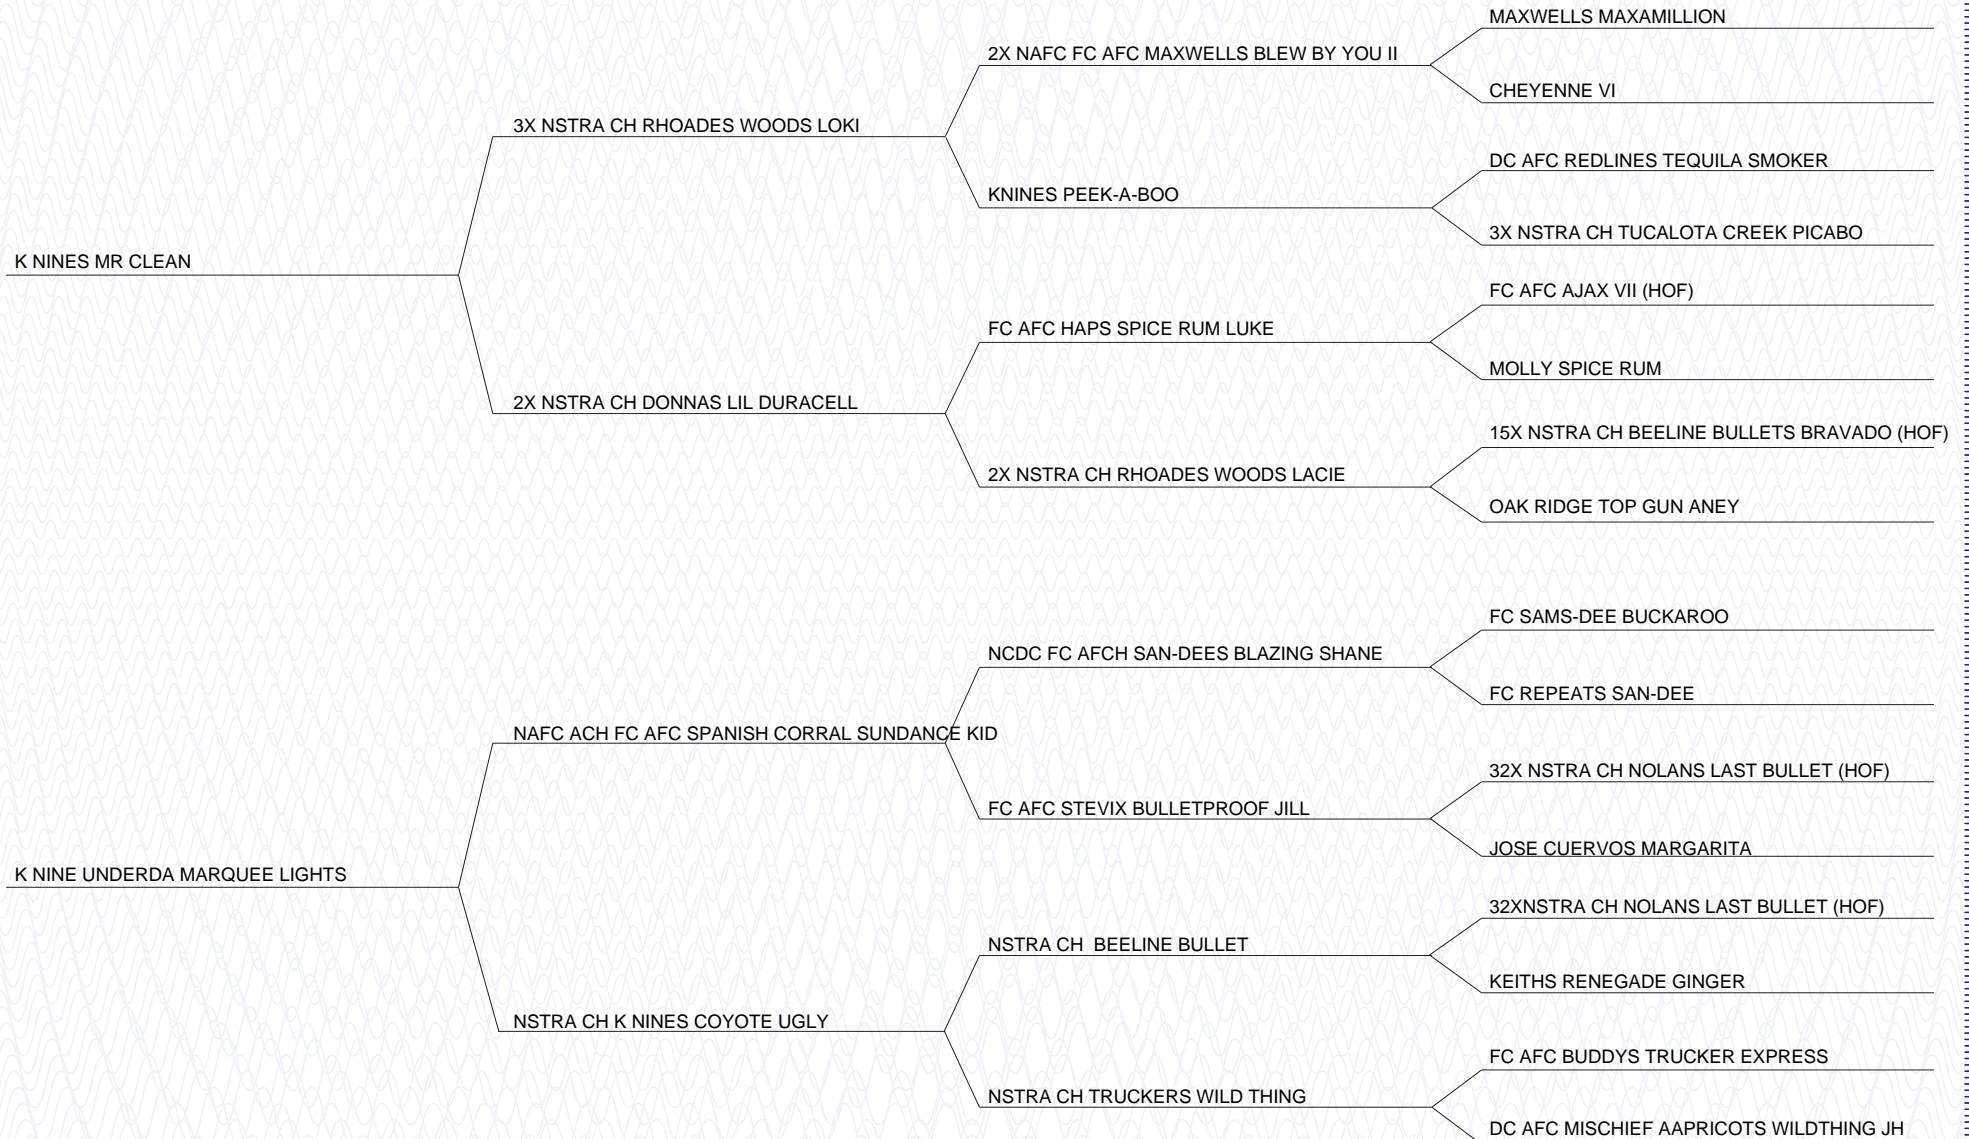 MAXWELLS MAXAMILLION
2X NAFC FC AFC MAXWELLS BLEW BY YOU II
CHEYENNE VI
3X NSTRA CH RHOADES WOODS LOKI
DC AFC REDLINES TEQUILA SMOKER
KNINES PEEK-A-BOO
3X NSTRA CH TUCALOTA CREEK PICABO
K NINES MR CLEAN
FC AFC AJAX VII (HOF)
FC AFC HAPS SPICE RUM LUKE
MOLLY SPICE RUM
2X NSTRA CH DONNAS LIL DURACELL
15X NSTRA CH BEELINE BULLETS BRAVADO (HOF)
2X NSTRA CH RHOADES WOODS LACIE
OAK RIDGE TOP GUN ANEY
FC SAMS-DEE BUCKAROO
NCDC FC AFCH SAN-DEES BLAZING SHANE
FC REPEATS SAN-DEE
NAFC ACH FC AFC SPANISH CORRAL SUNDANCE KID
32X NSTRA CH NOLANS LAST BULLET (HOF)
FC AFC STEVIX BULLETPROOF JILL
JOSE CUERVOS MARGARITA
K NINE UNDERDA MARQUEE LIGHTS
32XNSTRA CH NOLANS LAST BULLET (HOF)
NSTRA CH  BEELINE BULLET
KEITHS RENEGADE GINGER
NSTRA CH K NINES COYOTE UGLY
FC AFC BUDDYS TRUCKER EXPRESS
NSTRA CH TRUCKERS WILD THING
DC AFC MISCHIEF AAPRICOTS WILDTHING JH